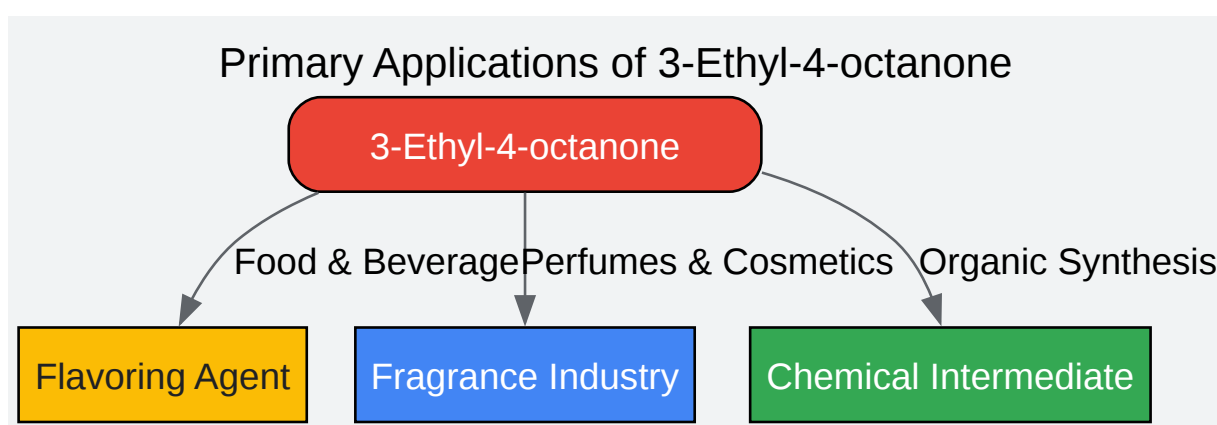 Primary Applications of 3-Ethyl-4-octanone
3-Ethyl-4-octanone
Food & Beverage
Perfumes & Cosmetics
Organic Synthesis
Flavoring Agent
Fragrance Industry
Chemical Intermediate